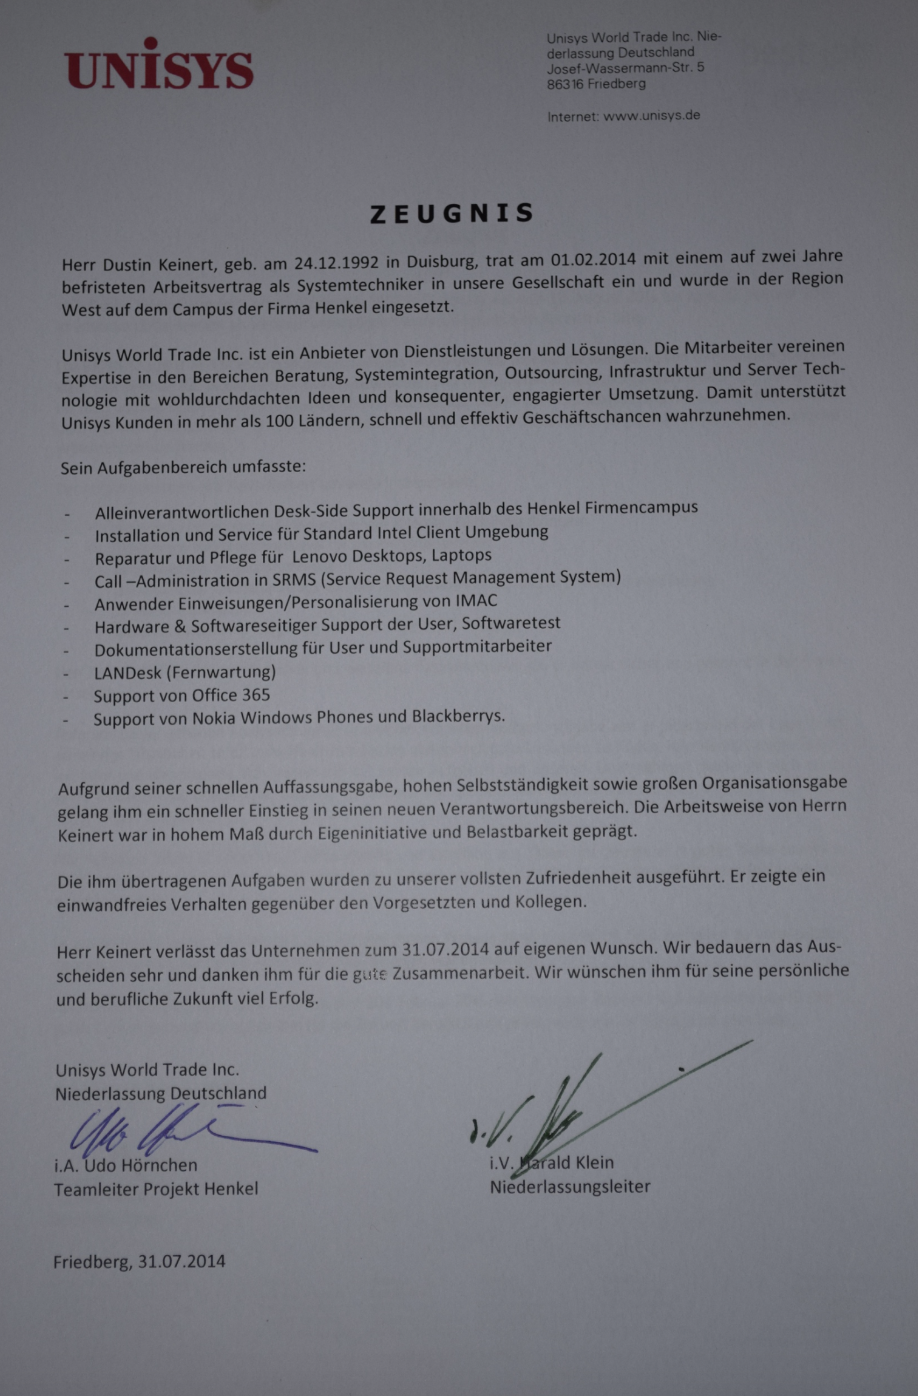 UNISYS
Unisys World Trade Inc. Nie-
derlassung Deutschland
Josef-Wassermann-Str. 5
86316 Friedberg
Internet: www.unisys.de
ZEUGNIS
Herr Dustin Keinert, geb. am 24.12.1992 in Duisburg, trat am 01.02.2014 mit einem auf zwei Jahre
befristeten Arbeitsvertrag als Systemtechniker in unsere Gesellschaft ein und wurde in der Region
West auf dem Campus der Firma Henkel eingesetzt.
Unisys World Trade Inc. ist ein Anbieter von Dienstleistungen und Lösungen. Die Mitarbeiter vereinen
Expertise in den Bereichen Beratung, Systemintegration, Outsourcing, Infrastruktur und Server Tech-
nologie mit wohldurchdachten Ideen und konsequenter, engagierter Umsetzung. Damit unterstützt
Unisys Kunden in mehr als 100 Ländern, schnell und effektiv Geschäftschancen wahrzunehmen.
Sein Aufgabenbereich umfasste:
- Alleinverantwortlichen Desk-Side Support innerhalb des Henkel Firmencampus
- Installation und Service für Standard Intel Client Umgebung
- Reparatur und Pflege für Lenovo Desktops, Laptops
- Call –Administration in SRMS (Service Request Management System)
- Anwender Einweisungen/Personalisierung von IMAC
- Hardware & Softwareseitiger Support der User, Softwaretest
- Dokumentationserstellung für User und Supportmitarbeiter
- LANDesk (Fernwartung)
- Support von Office 365
- Support von Nokia Windows Phones und Blackberrys.
Aufgrund seiner schnellen Auffassungsgabe, hohen Selbstständigkeit sowie großen Organisationsgabe
gelang ihm ein schneller Einstieg in seinen neuen Verantwortungsbereich. Die Arbeitsweise von Herrn
Keinert war in hohem Maß durch Eigeninitiative und Belastbarkeit geprägt.
Die ihm übertragenen Aufgaben wurden zu unserer vollsten Zufriedenheit ausgeführt. Er zeigte ein
einwandfreies Verhalten gegenüber den Vorgesetzten und Kollegen.
Herr Keinert verlässt das Unternehmen zum 31.07.2014 auf eigenen Wunsch. Wir bedauern das Aus-
scheiden sehr und danken ihm für die gute Zusammenarbeit. Wir wünschen ihm für seine persönliche
und berufliche Zukunft viel Erfolg.
Unisys World Trade Inc.
Niederlassung Deutschland
i.V.
i.A. Udo Hörnchen
Teamleiter Projekt Henkel
i.V. Harald Klein
Niederlassungsleiter
Friedberg, 31.07.2014